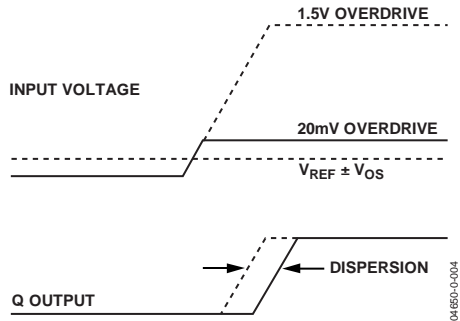 1.5V OVERDRIVE
INPUT VOLTAGE
20mV OVERDRIVE
VREF ± VOS
DISPERSION
Q OUTPUT
04650-0-004